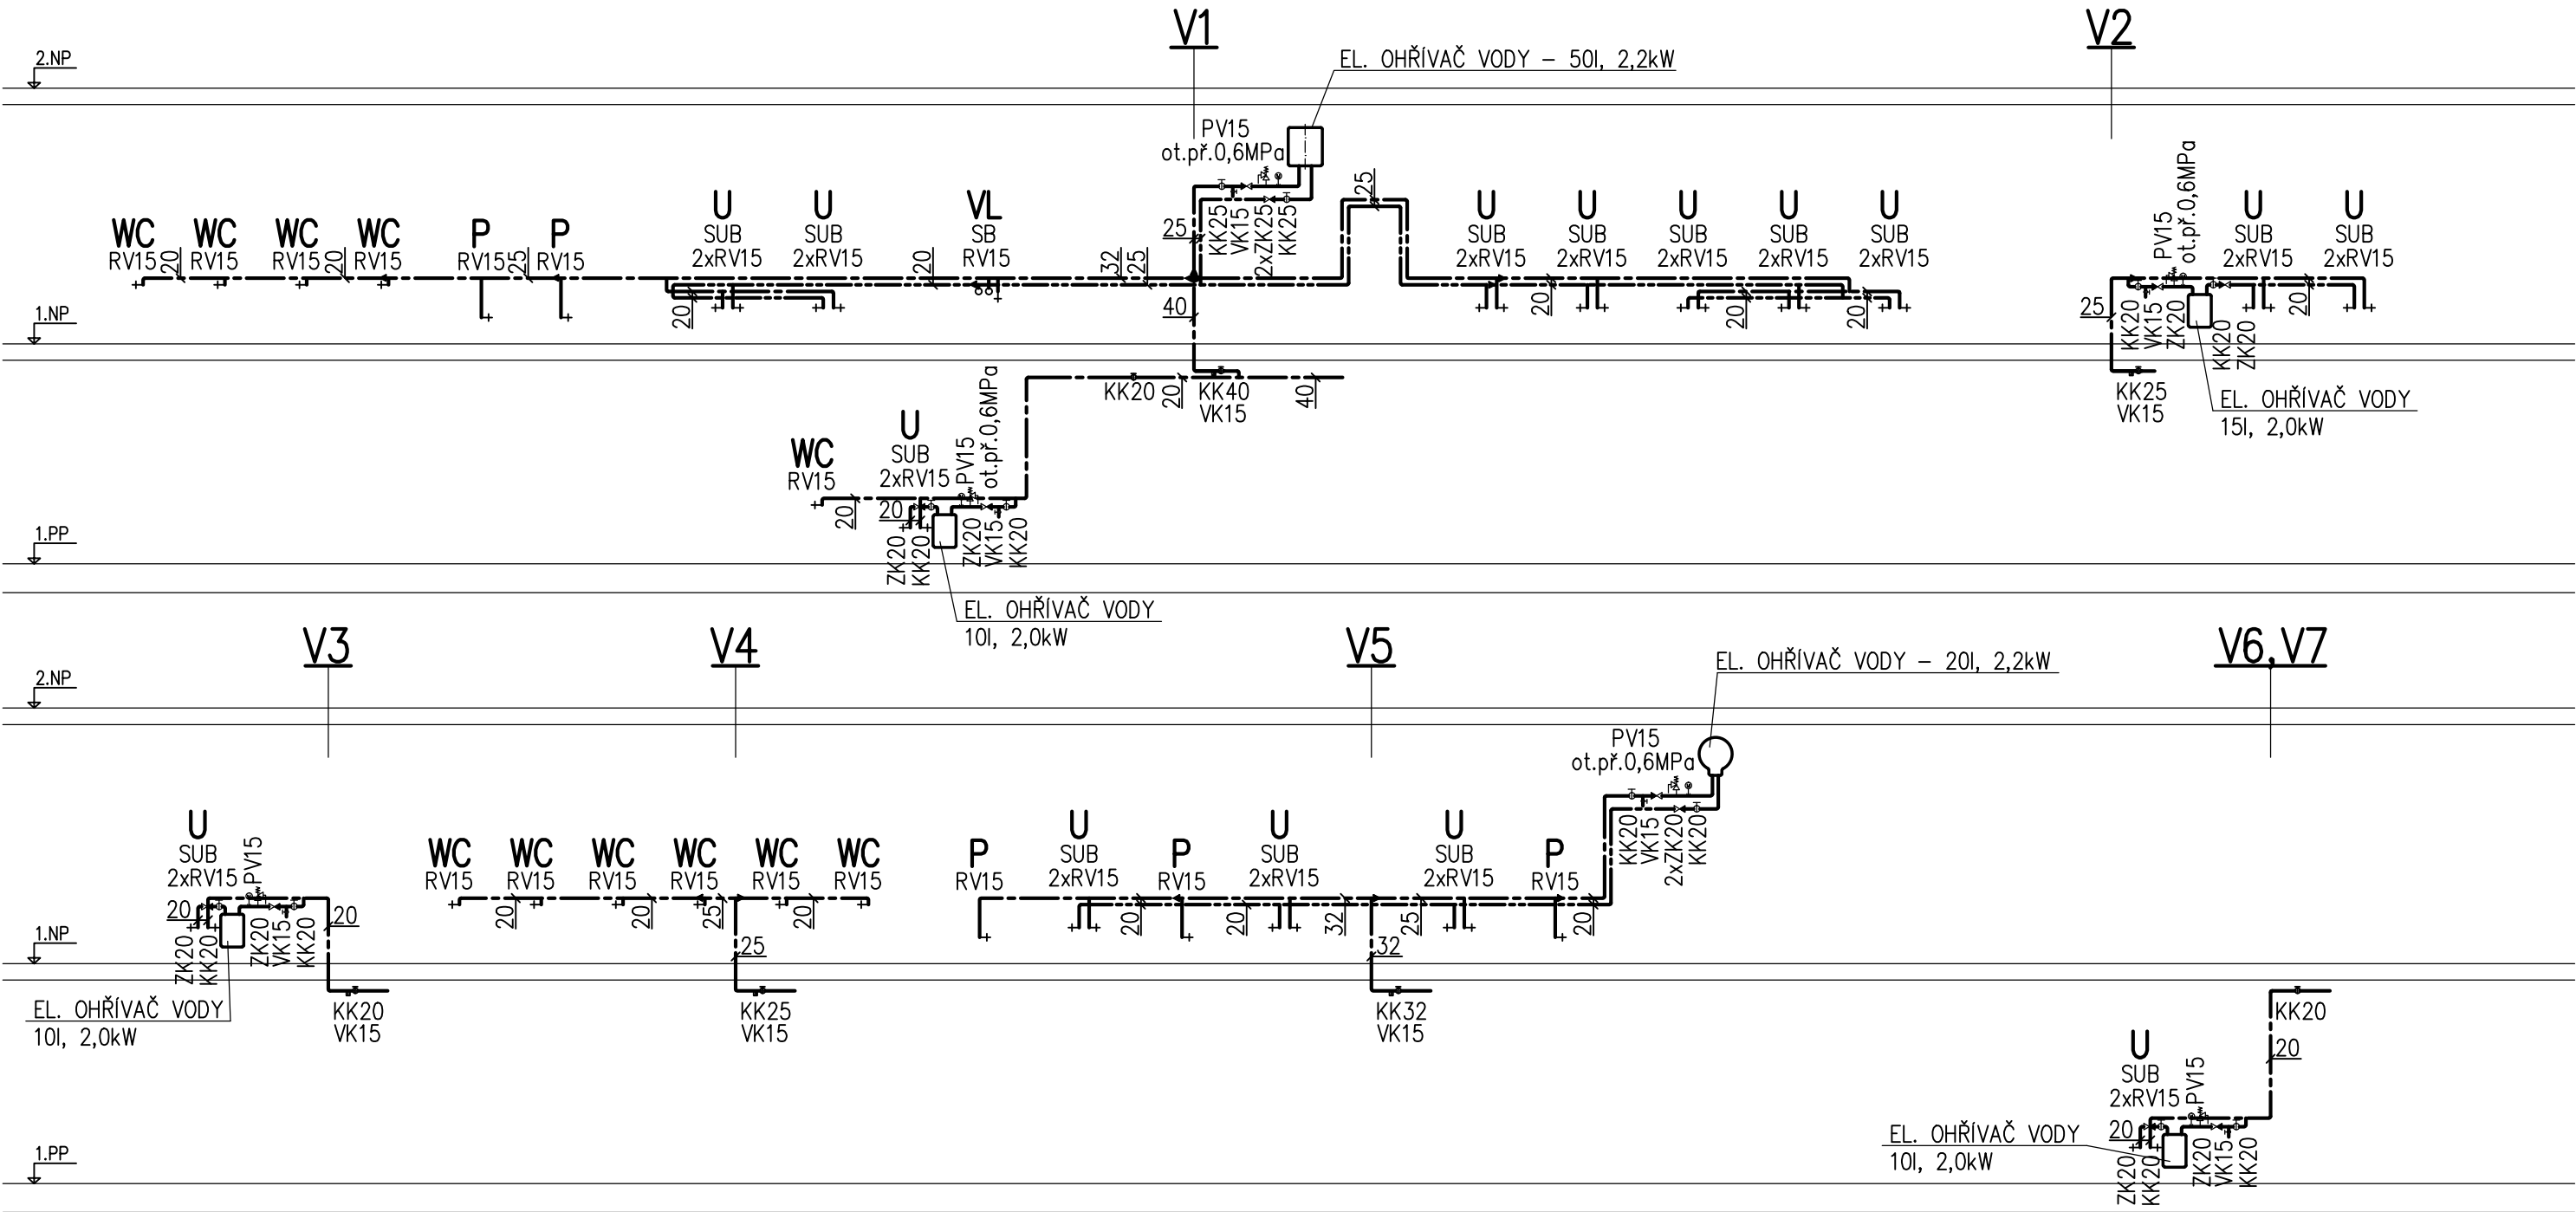 V1
V2
2.NP
EL. OHŘÍVAČ VODY – 50l, 2,2kW
PV15
ot.př.0,6MPa
WC
RV15
20
WC
RV15
WC
RV15
20
WC
RV15
P
RV15
25
P
RV15
U
SUB
2xRV15
20
U
SUB
2xRV15
VL
SB
RV15
20
32
25
25
KK25
VK15
2xZK25
KK25
25
40
U
SUB
2xRV15
20
U
SUB
2xRV15
U
SUB
2xRV15
20
U
SUB
2xRV15
20
U
SUB
2xRV15
PV15
ot.př.0,6MPa
U
SUB
2xRV15
20
U
SUB
2xRV15
25
KK20
VK15
ZK20
KK20
ZK20
KK25
VK15
EL. OHŘÍVAČ VODY
15l, 2,0kW
1.NP
KK20
20
KK40
VK15
40
WC
RV15
20
U
SUB
2xRV15
PV15
ot.př.0,6MPa
20
ZK20
KK20
ZK20
VK15
KK20
EL. OHŘÍVAČ VODY
10l, 2,0kW
1.PP
V3
V4
V5
V6,V7
2.NP
EL. OHŘÍVAČ VODY – 20l, 2,2kW
PV15
ot.př.0,6MPa
KK20
VK15
2xZK20
KK20
U
SUB
2xRV15
PV15
20
ZK20
KK20
ZK20
VK15
KK20
20
WC
RV15
20
WC
RV15
WC
RV15
20
WC
RV15
25
WC
RV15
20
WC
RV15
25
P
RV15
U
SUB
2xRV15
20
P
RV15
20
U
SUB
2xRV15
32
25
U
SUB
2xRV15
P
RV15
20
32
1.NP
EL. OHŘÍVAČ VODY
10l, 2,0kW
KK20
VK15
KK25
VK15
KK32
VK15
KK20
20
U
SUB
2xRV15
PV15
20
ZK20
KK20
ZK20
VK15
KK20
EL. OHŘÍVAČ VODY
10l, 2,0kW
1.PP